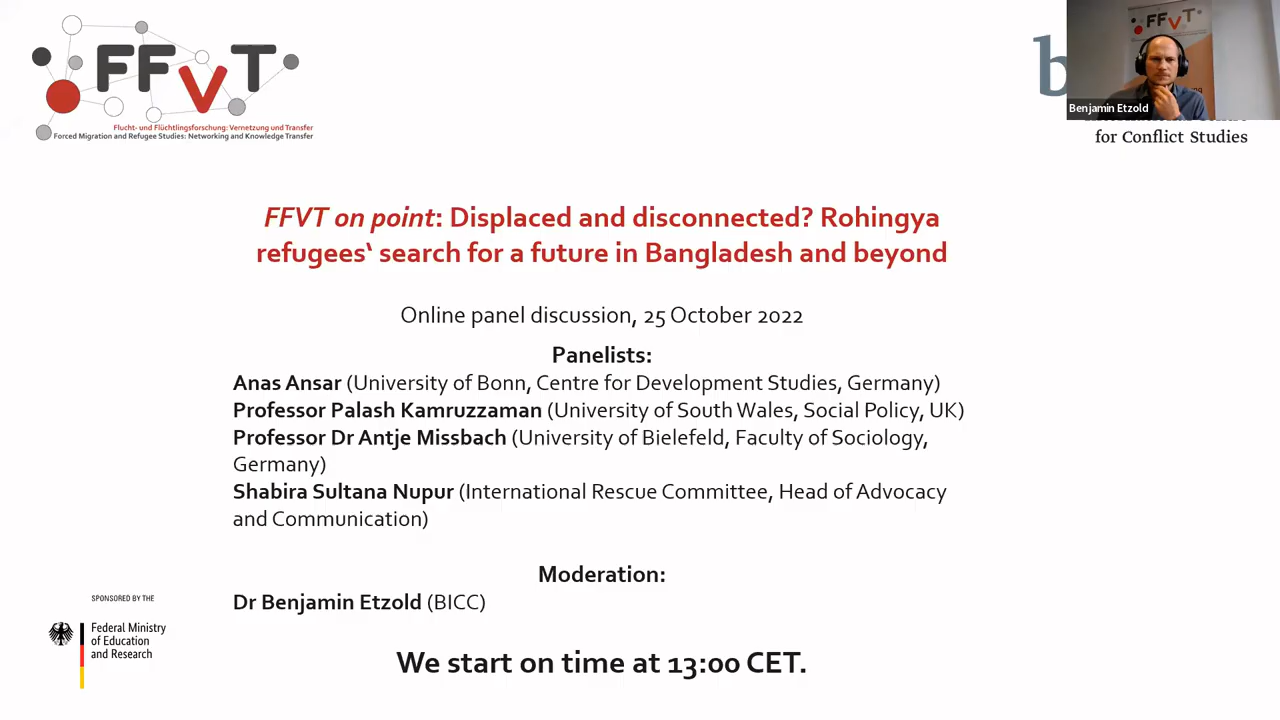 FFVT
Flucht- und Flüchtlingsforschung: Vernetzung und Transfer
Forced Migration and Refugee Studies: Networking and Knowledge Transfer
b
FFVT
Benjamin Etzold
for Conflict Studies
FFVT on point: Displaced and disconnected? Rohingya
refugees‘ search for a future in Bangladesh and beyond
Online panel discussion, 25 October 2022
Panelists:
Anas Ansar (University of Bonn, Centre for Development Studies, Germany)
Professor Palash Kamruzzaman (University of South Wales, Social Policy, UK)
Professor Dr Antje Missbach (University of Bielefeld, Faculty of Sociology,
Germany)
Shabira Sultana Nupur (International Rescue Committee, Head of Advocacy
and Communication)
Moderation:
Dr Benjamin Etzold (BICC)
We start on time at 13:00 CET.
SPONSORED BY THE
Federal Ministry
of Education
and Research